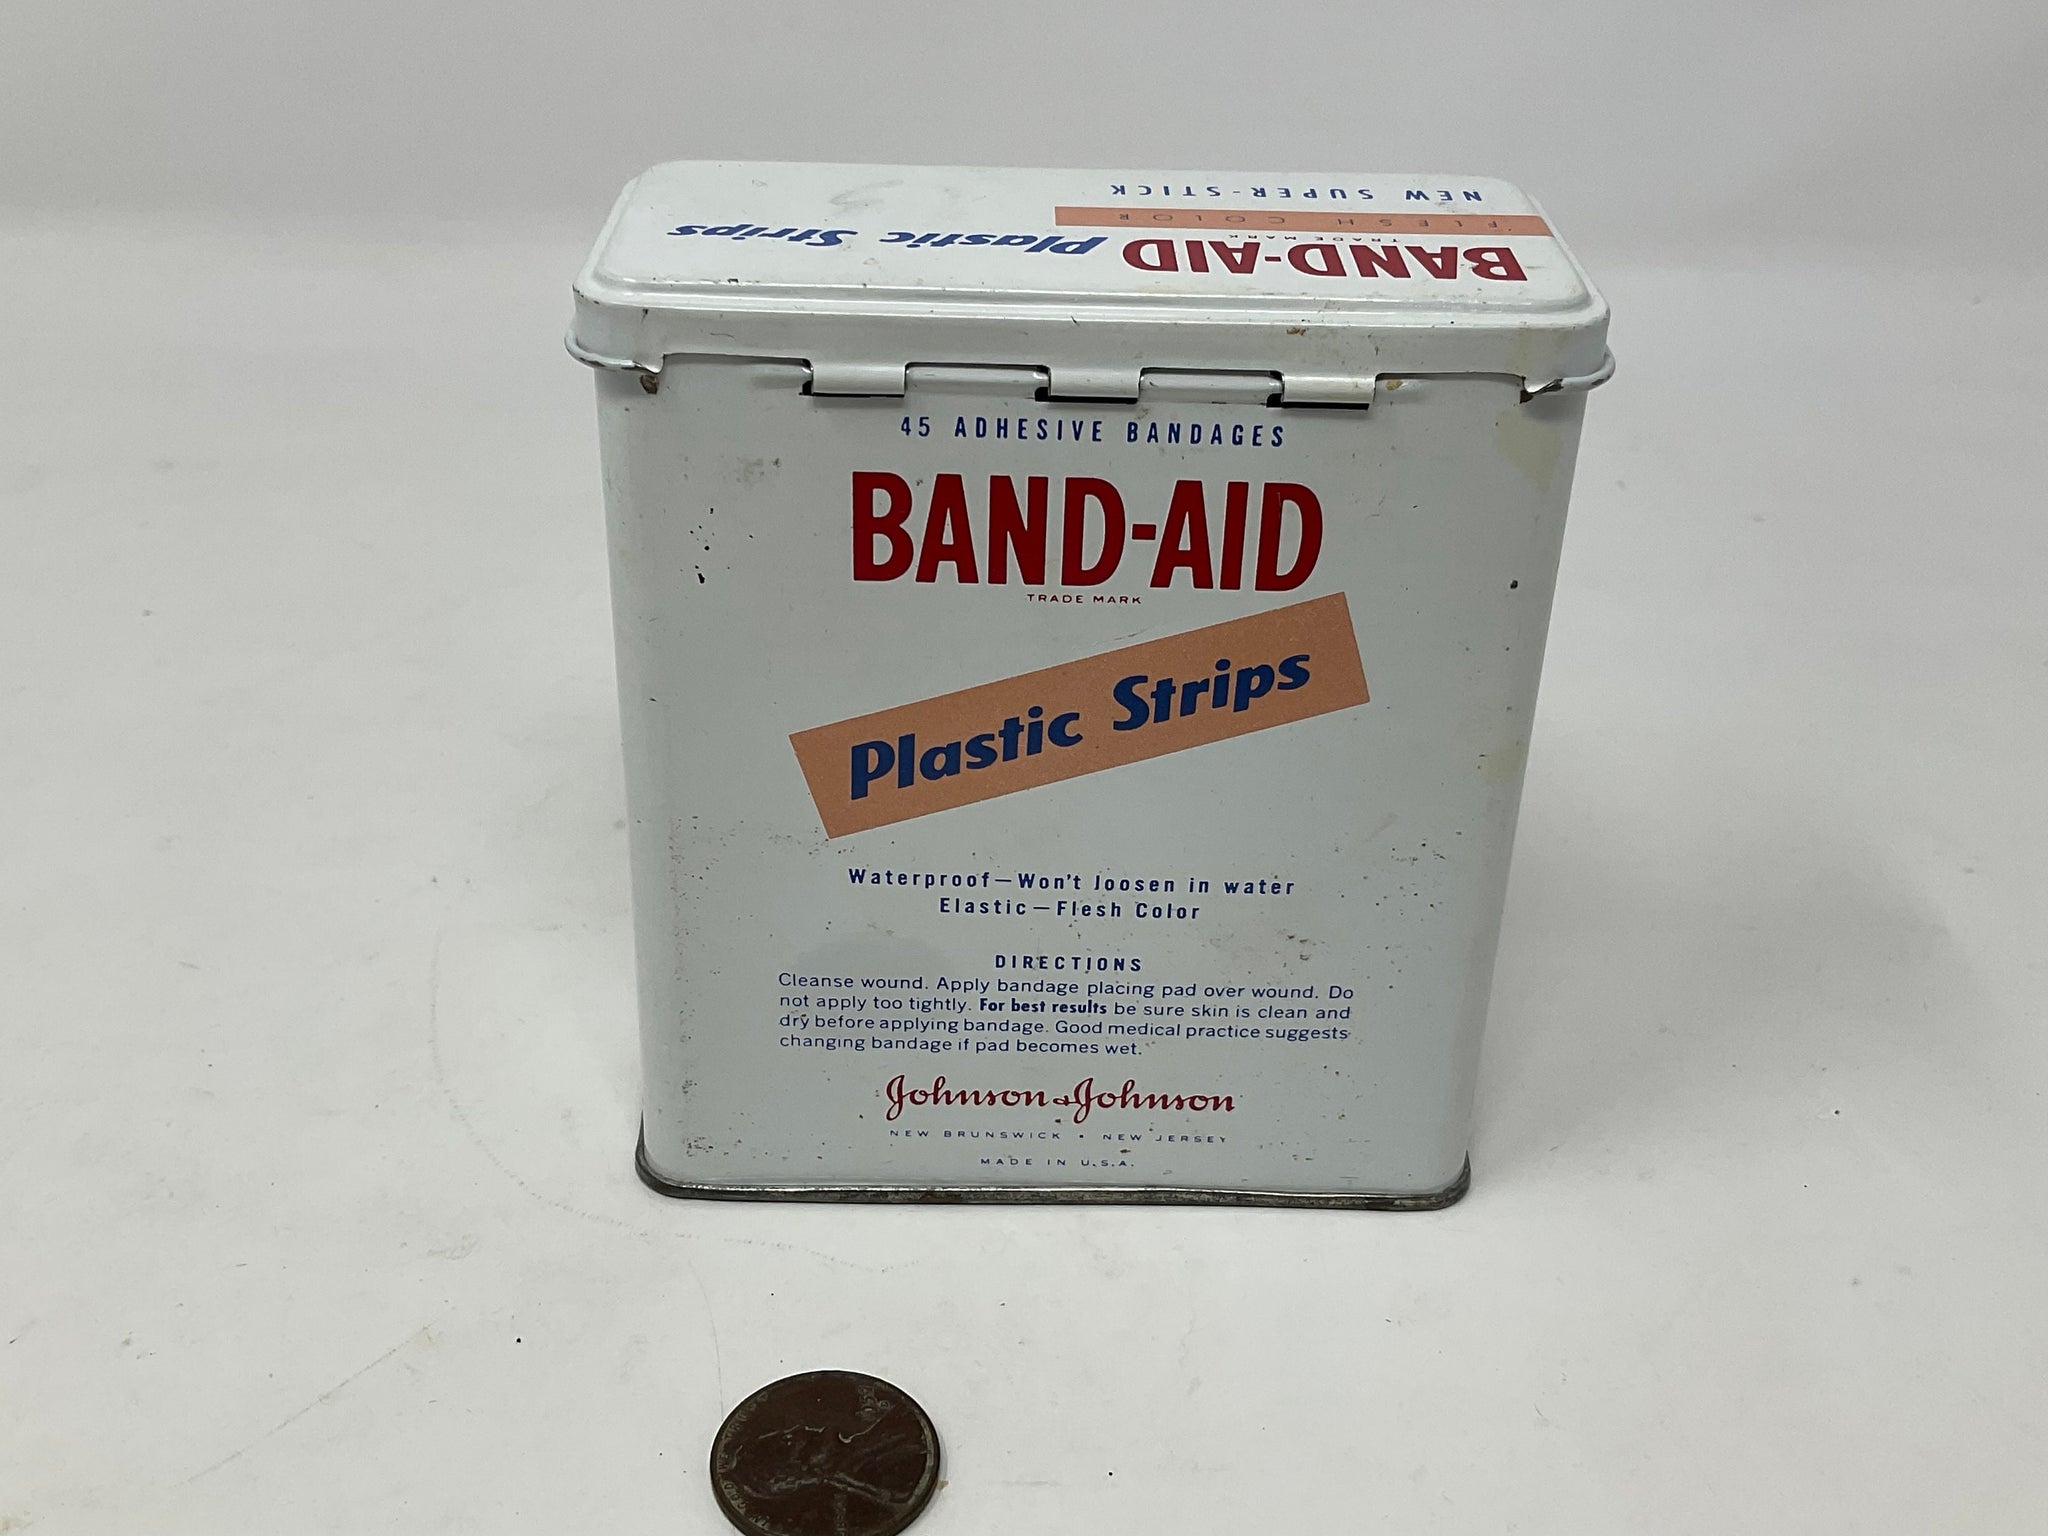 NEW SUPER-STICK
FLESH COLOR
TRADE MARK
BAND-AID Plastic Strips
45 ADHESIVE BANDAGES
BAND-AID
TRADE MARK
Plastic Strips
Waterproof—Won't loosen in water
Elastic—Flesh Color
DIRECTIONS
Cleanse wound. Apply bandage placing pad over wound. Do
not apply too tightly. For best results be sure skin is clean and
dry before applying bandage. Good medical practice suggests
changing bandage if pad becomes wet.
Johnson & Johnson
NEW BRUNSWICK • NEW JERSEY
MADE IN U.S.A.